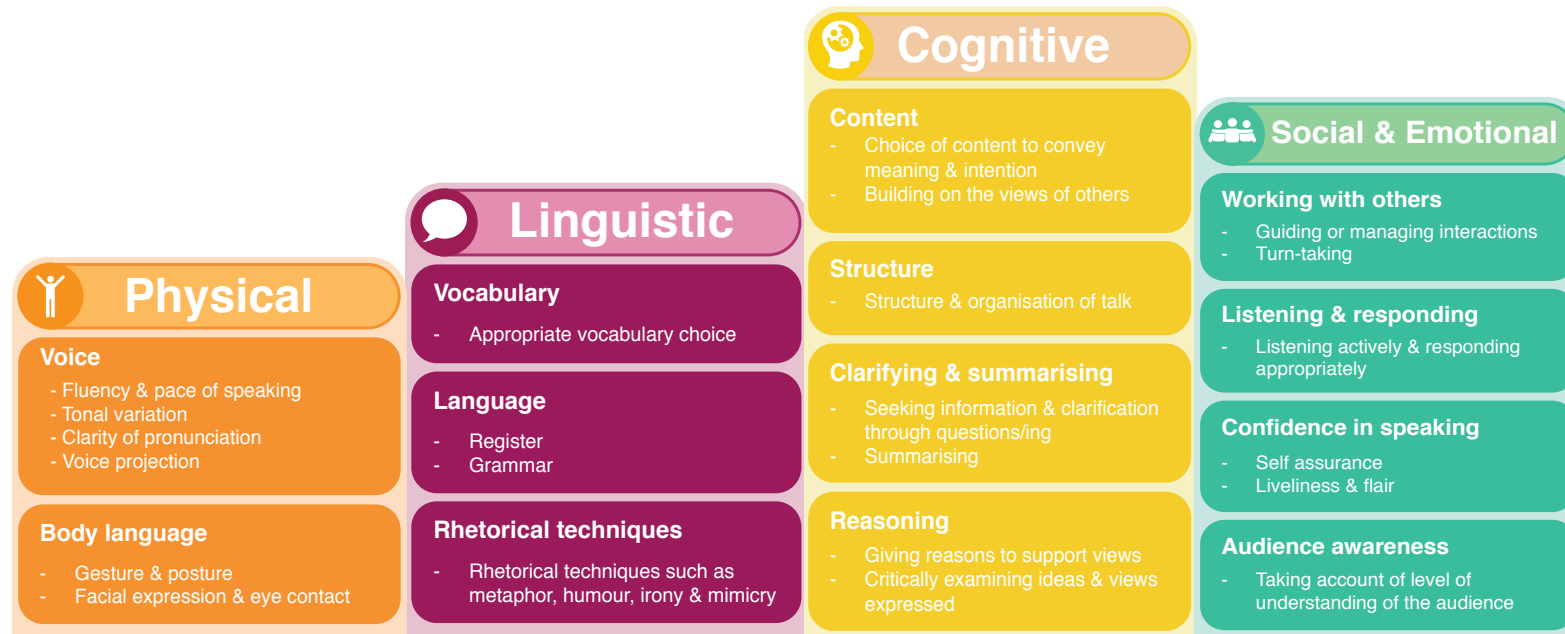 Physical
Voice
- Fluency & pace of speaking
- Tonal variation
- Clarity of pronunciation
- Voice projection
Body language
- Gesture & posture
- Facial expression & eye contact
Linguistic
Vocabulary
- Appropriate vocabulary choice
Language
- Register
- Grammar
Rhetorical techniques
- Rhetorical techniques such as
metaphor, humour, irony & mimicry
Cognitive
Content
- Choice of content to convey
meaning & intention
- Building on the views of others
Structure
- Structure & organisation of talk
Clarifying & summarising
- Seeking information & clarification
through questions/ing
- Summarising
Reasoning
- Giving reasons to support views
- Critically examining ideas & views
expressed
Social & Emotional
Working with others
- Guiding or managing interactions
- Turn-taking
Listening & responding
- Listening actively & responding
appropriately
Confidence in speaking
- Self assurance
- Liveliness & flair
Audience awareness
- Taking account of level of
understanding of the audience